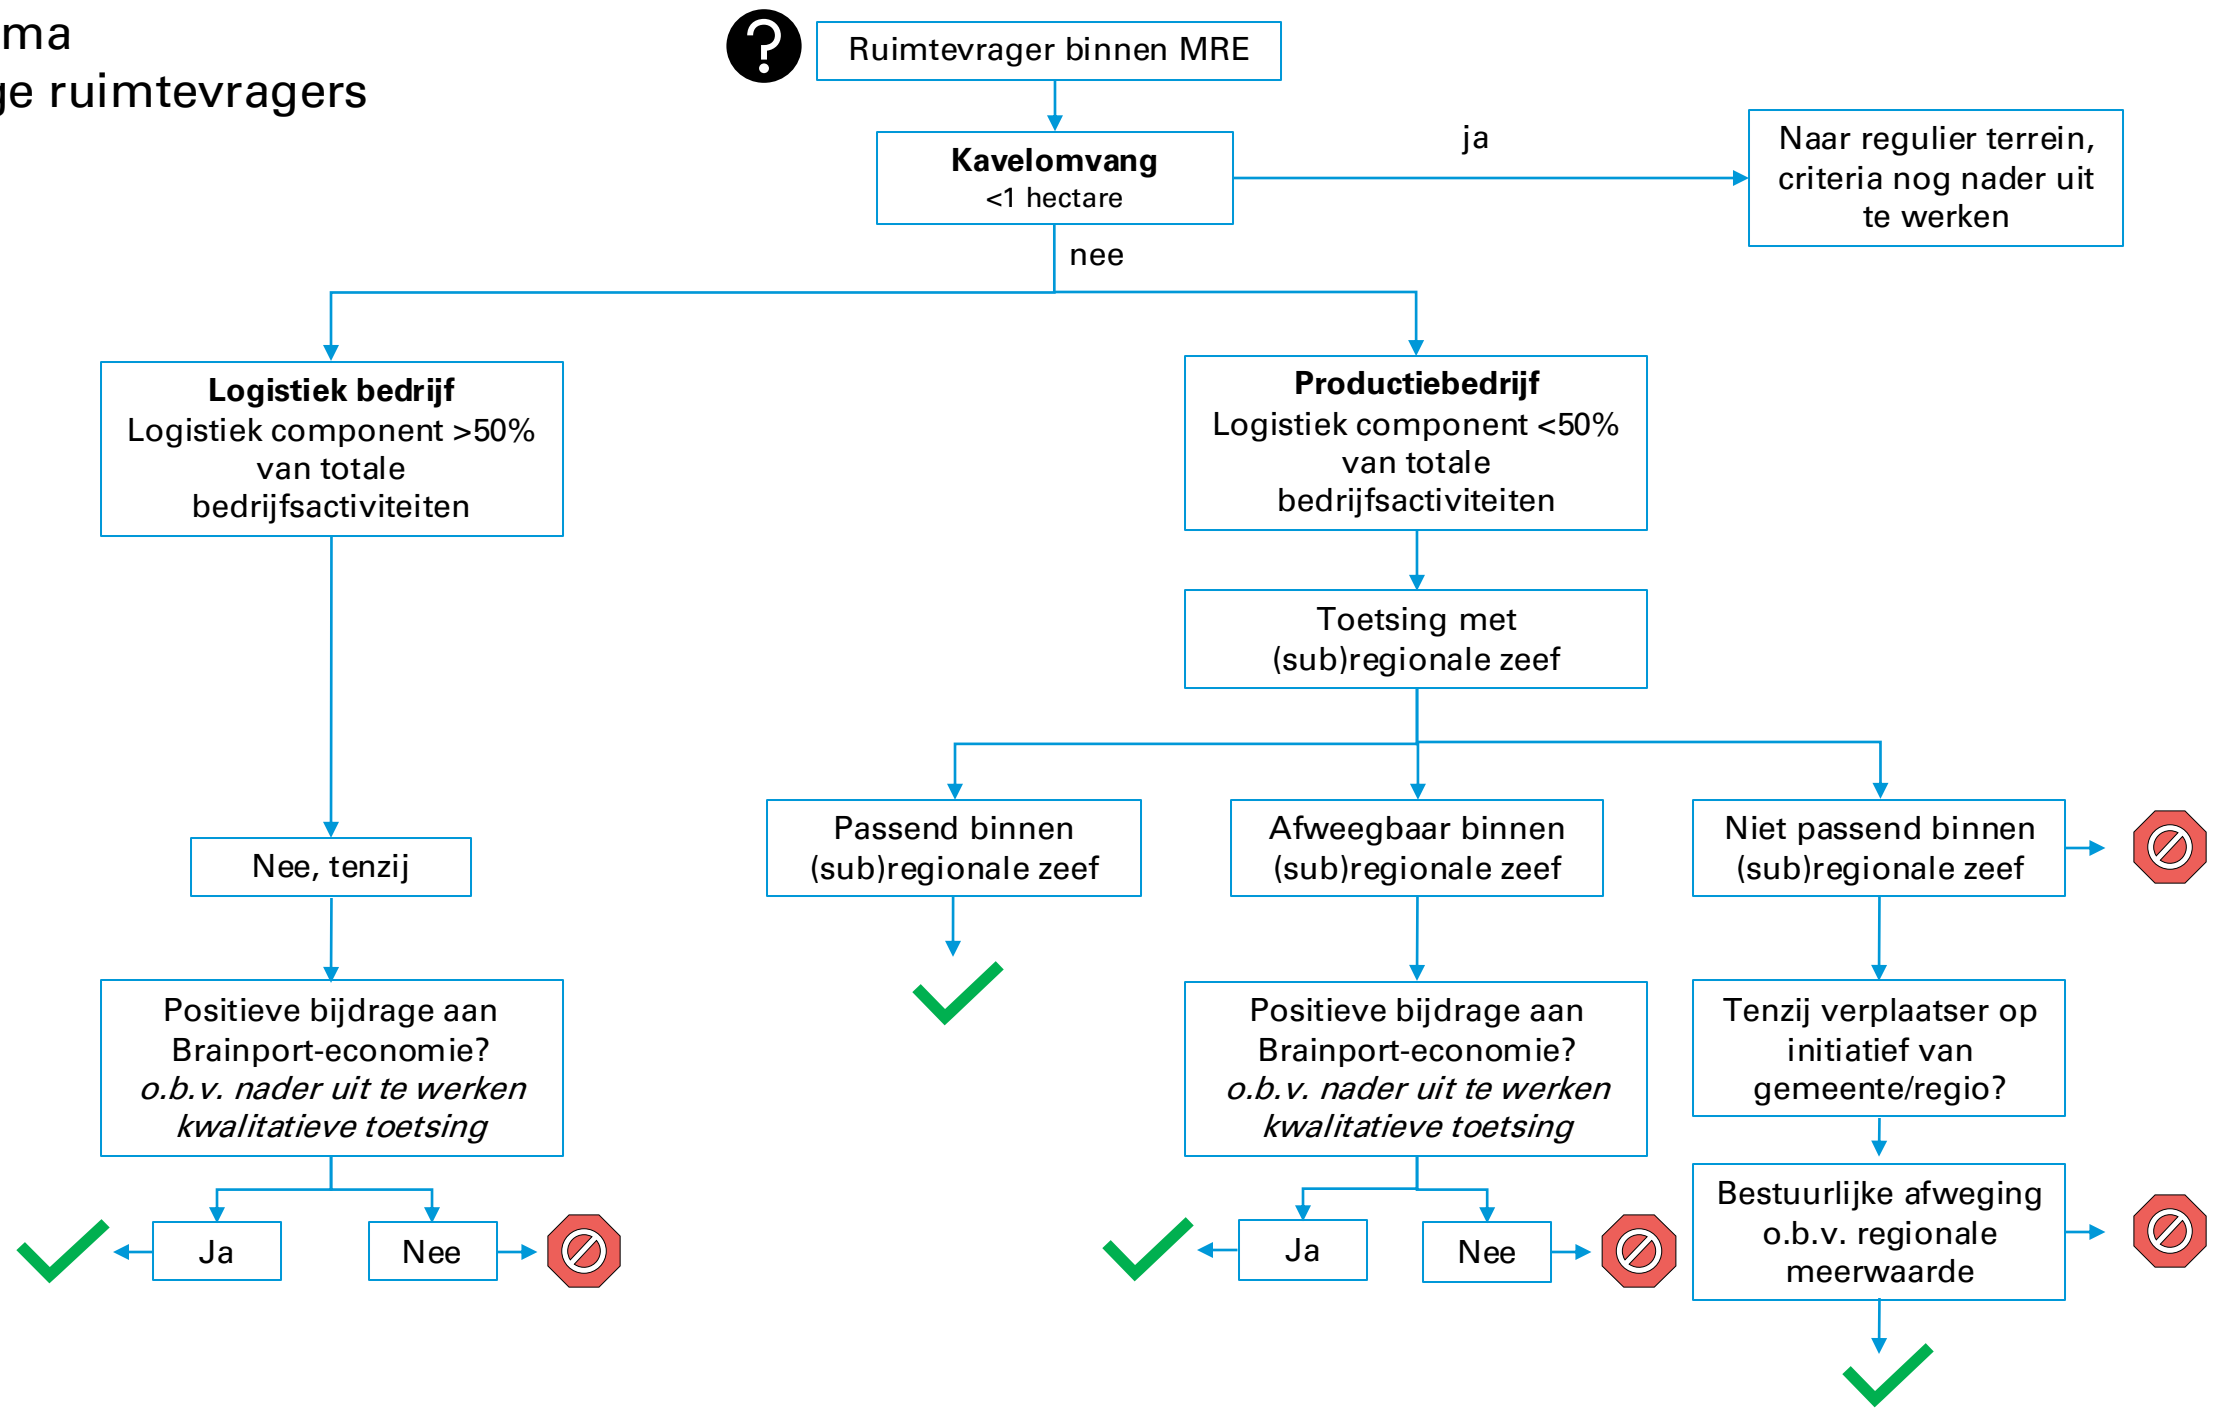 ma
ge ruimtevragers
?
Ruimtevrager binnen MRE
Kavelomvang
<1 hectare
ja
Naar regulier terrein,
criteria nog nader uit
te werken
nee
Logistiek bedrijf
Logistiek component >50%
van totale
bedrijfsactiviteiten
Productiebedrijf
Logistiek component <50%
van totale
bedrijfsactiviteiten
Toetsing met
(sub)regionale zeef
Nee, tenzij
Passend binnen
(sub)regionale zeef
Afweegbaar binnen
(sub)regionale zeef
Niet passend binnen
(sub)regionale zeef
Positieve bijdrage aan
Brainport-economie?
o.b.v. nader uit te werken
kwalitatieve toetsing
Positieve bijdrage aan
Brainport-economie?
o.b.v. nader uit te werken
kwalitatieve toetsing
Tenzij verplaatser op
initiatief van
gemeente/regio?
Ja
Nee
Ja
Nee
Bestuurlijke afweging
o.b.v. regionale
meerwaarde